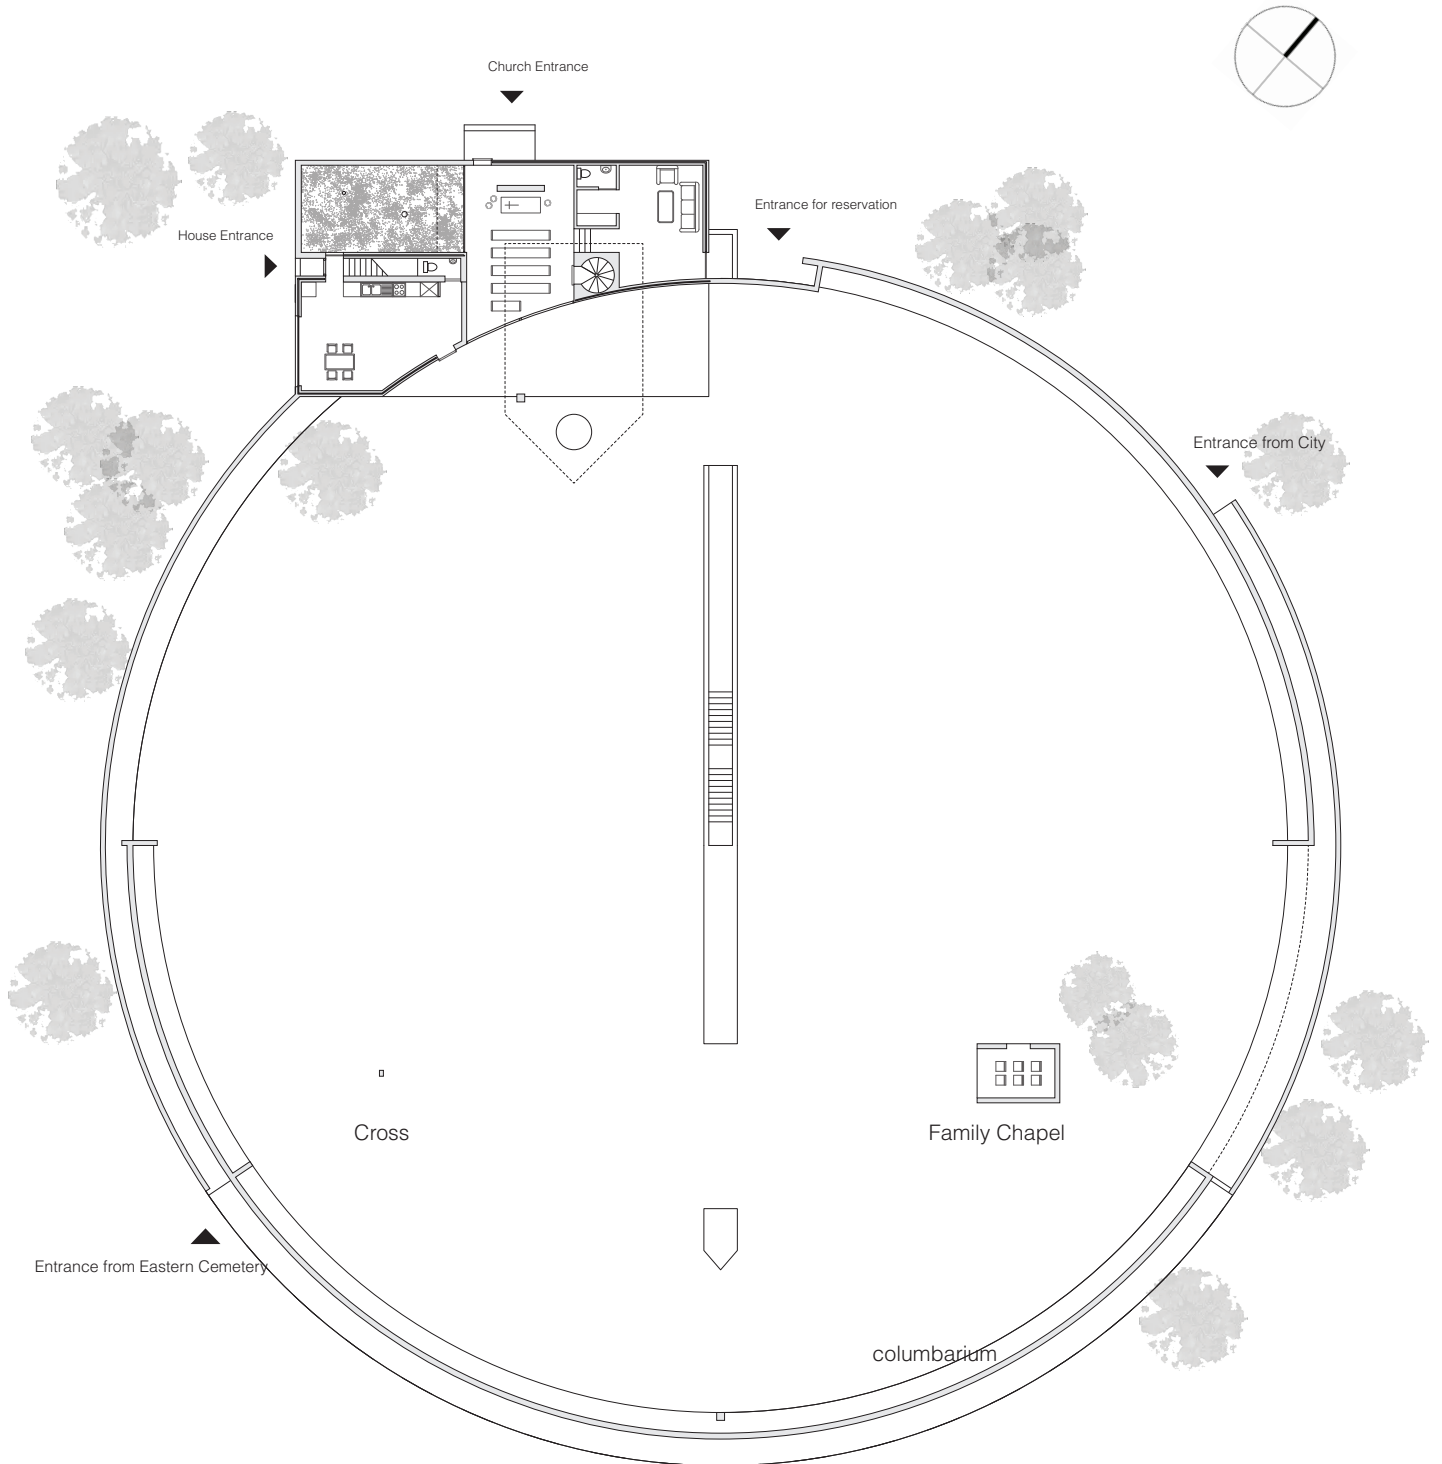 Church Entrance
Entrance for reservation
House Entrance
Entrance from City
Cross
Family Chapel
Entrance from Eastern Cemetery
columbarium